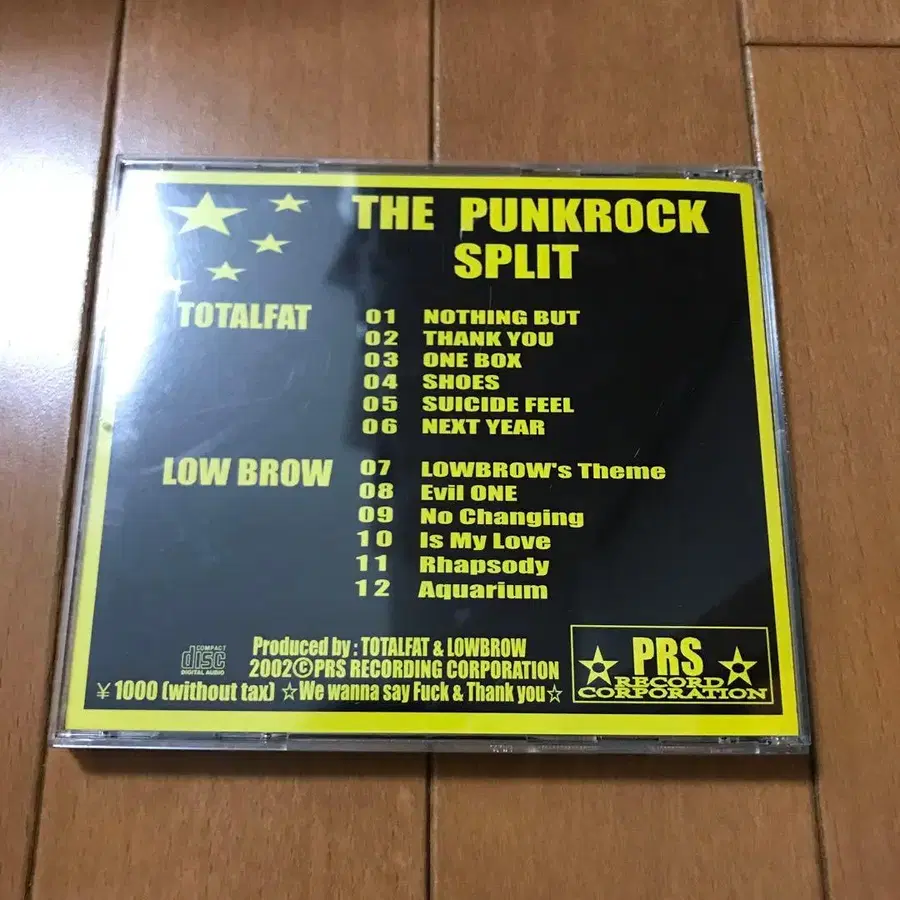 THE PUNKROCK
SPLIT
TOTALFAT
01 NOTHING BUT
02 THANK YOU
03 ONE BOX
04 SHOES
05 SUICIDE FEEL
06 NEXT YEAR
LOW BROW
07 LOWBROW's Theme
08 Evil ONE
09 No Changing
10 Is My Love
11 Rhapsody
12 Aquarium
COMPACT
disc
DIGITAL AUDIO
Produced by : TOTALFAT & LOWBROW
2002©PRS RECORDING CORPORATION
¥ 1000 (without tax) ☆We wanna say Fuck & Thank you☆
PRS
RECORD
CORPORATION